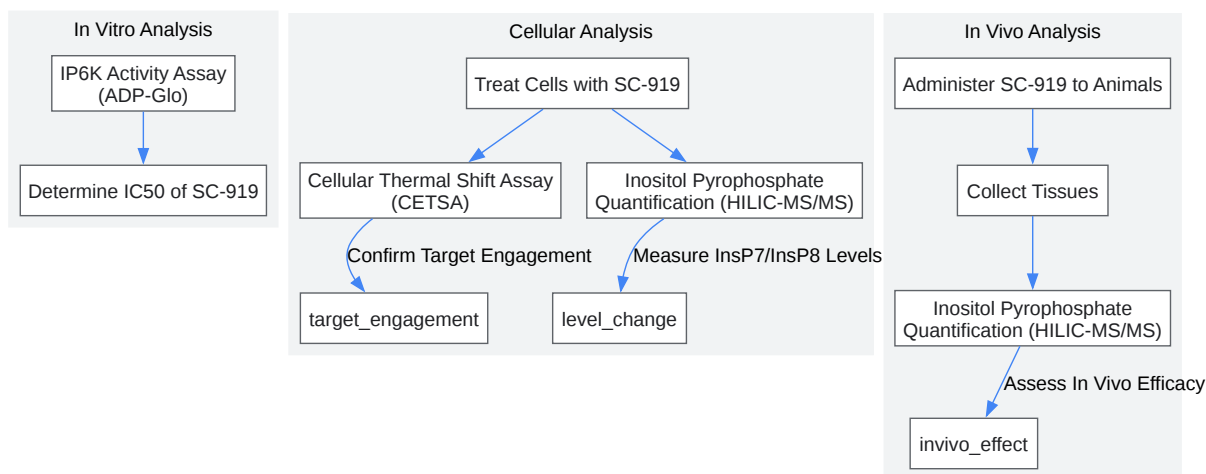 In Vitro Analysis
IP6K Activity Assay
(ADP-Glo)
Determine IC50 of SC-919
Cellular Analysis
Treat Cells with SC-919
Cellular Thermal Shift Assay
(CETSA)
Inositol Pyrophosphate
Quantification (HILIC-MS/MS)
Confirm Target Engagement
Measure InsP7/InsP8 Levels
target_engagement
level_change
In Vivo Analysis
Administer SC-919 to Animals
Collect Tissues
Inositol Pyrophosphate
Quantification (HILIC-MS/MS)
Assess In Vivo Efficacy
invivo_effect